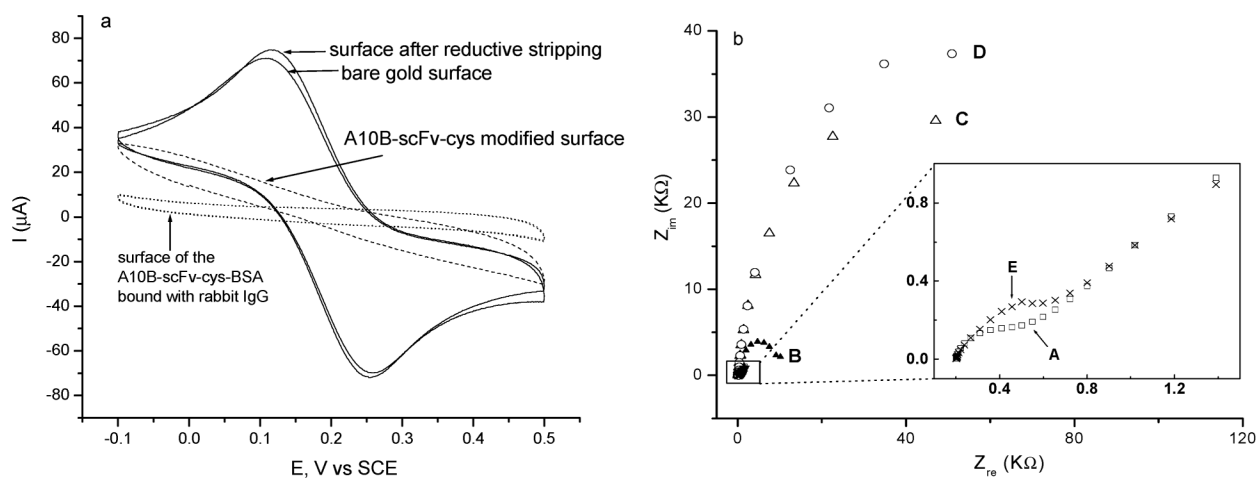 a
surface after reductive stripping
bare gold surface
A10B-scFv-cys modified surface
surface of the
A10B-scFv-cys-BSA
bound with rabbit IgG
I (μA)
80
60
40
20
0
-20
-40
-60
-80
-0.1 0.0 0.1 0.2 0.3 0.4 0.5
E, V vs SCE
b
Zim (KΩ)
40
30
20
10
0
0 40 80 120
Zre (KΩ)
D
C
B
0.8
0.4
0.0
0.4 0.8 1.2
E
A